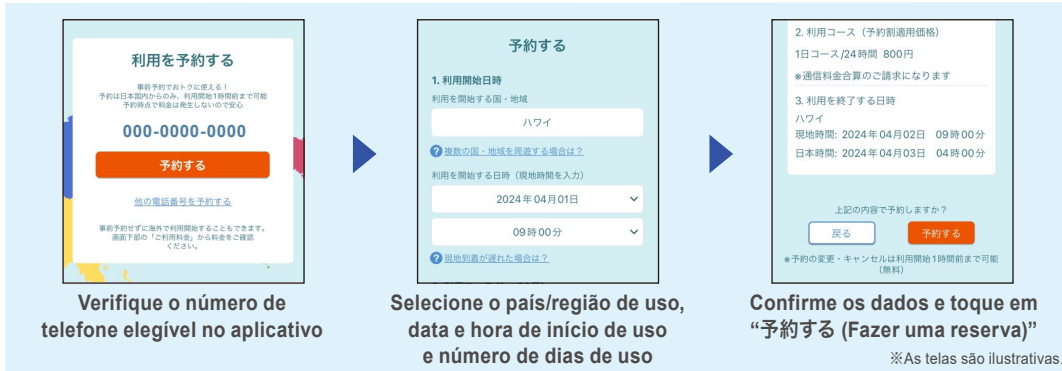 利用を予約する
事前予約でおトクに使える！
予約は日本国内からのみ、利用開始1時間前まで可能
予約時点で料金は発生しないので安心
000-0000-0000
予約する
他の電話番号を予約する
事前予約せずに海外で利用開始することもできます。
画面下部の「ご利用料金」から料金をご確認
ください。
Verifique o número de
telefone elegível no aplicativo
予約する
1. 利用開始日時
利用を開始する国・地域
ハワイ
複数の国・地域を周遊する場合は？
利用を開始する日時（現地時間を入力）
2024年04月01日
09時00分
現地到着が遅れた場合は？
Selecione o país/região de uso,
data e hora de início de uso
e número de dias de uso
2. 利用コース（予約割適用価格）
1日コース/24時間 800円
※通信料金合算のご請求になります
3. 利用を終了する日時
ハワイ
現地時間: 2024年04月02日 09時00分
日本時間: 2024年04月03日 04時00分
上記の内容で予約しますか？
戻る
予約する
※予約の変更・キャンセルは利用開始1時間前まで可能
（無料）
Confirme os dados e toque em
“予約する (Fazer uma reserva)”
※As telas são ilustrativas.